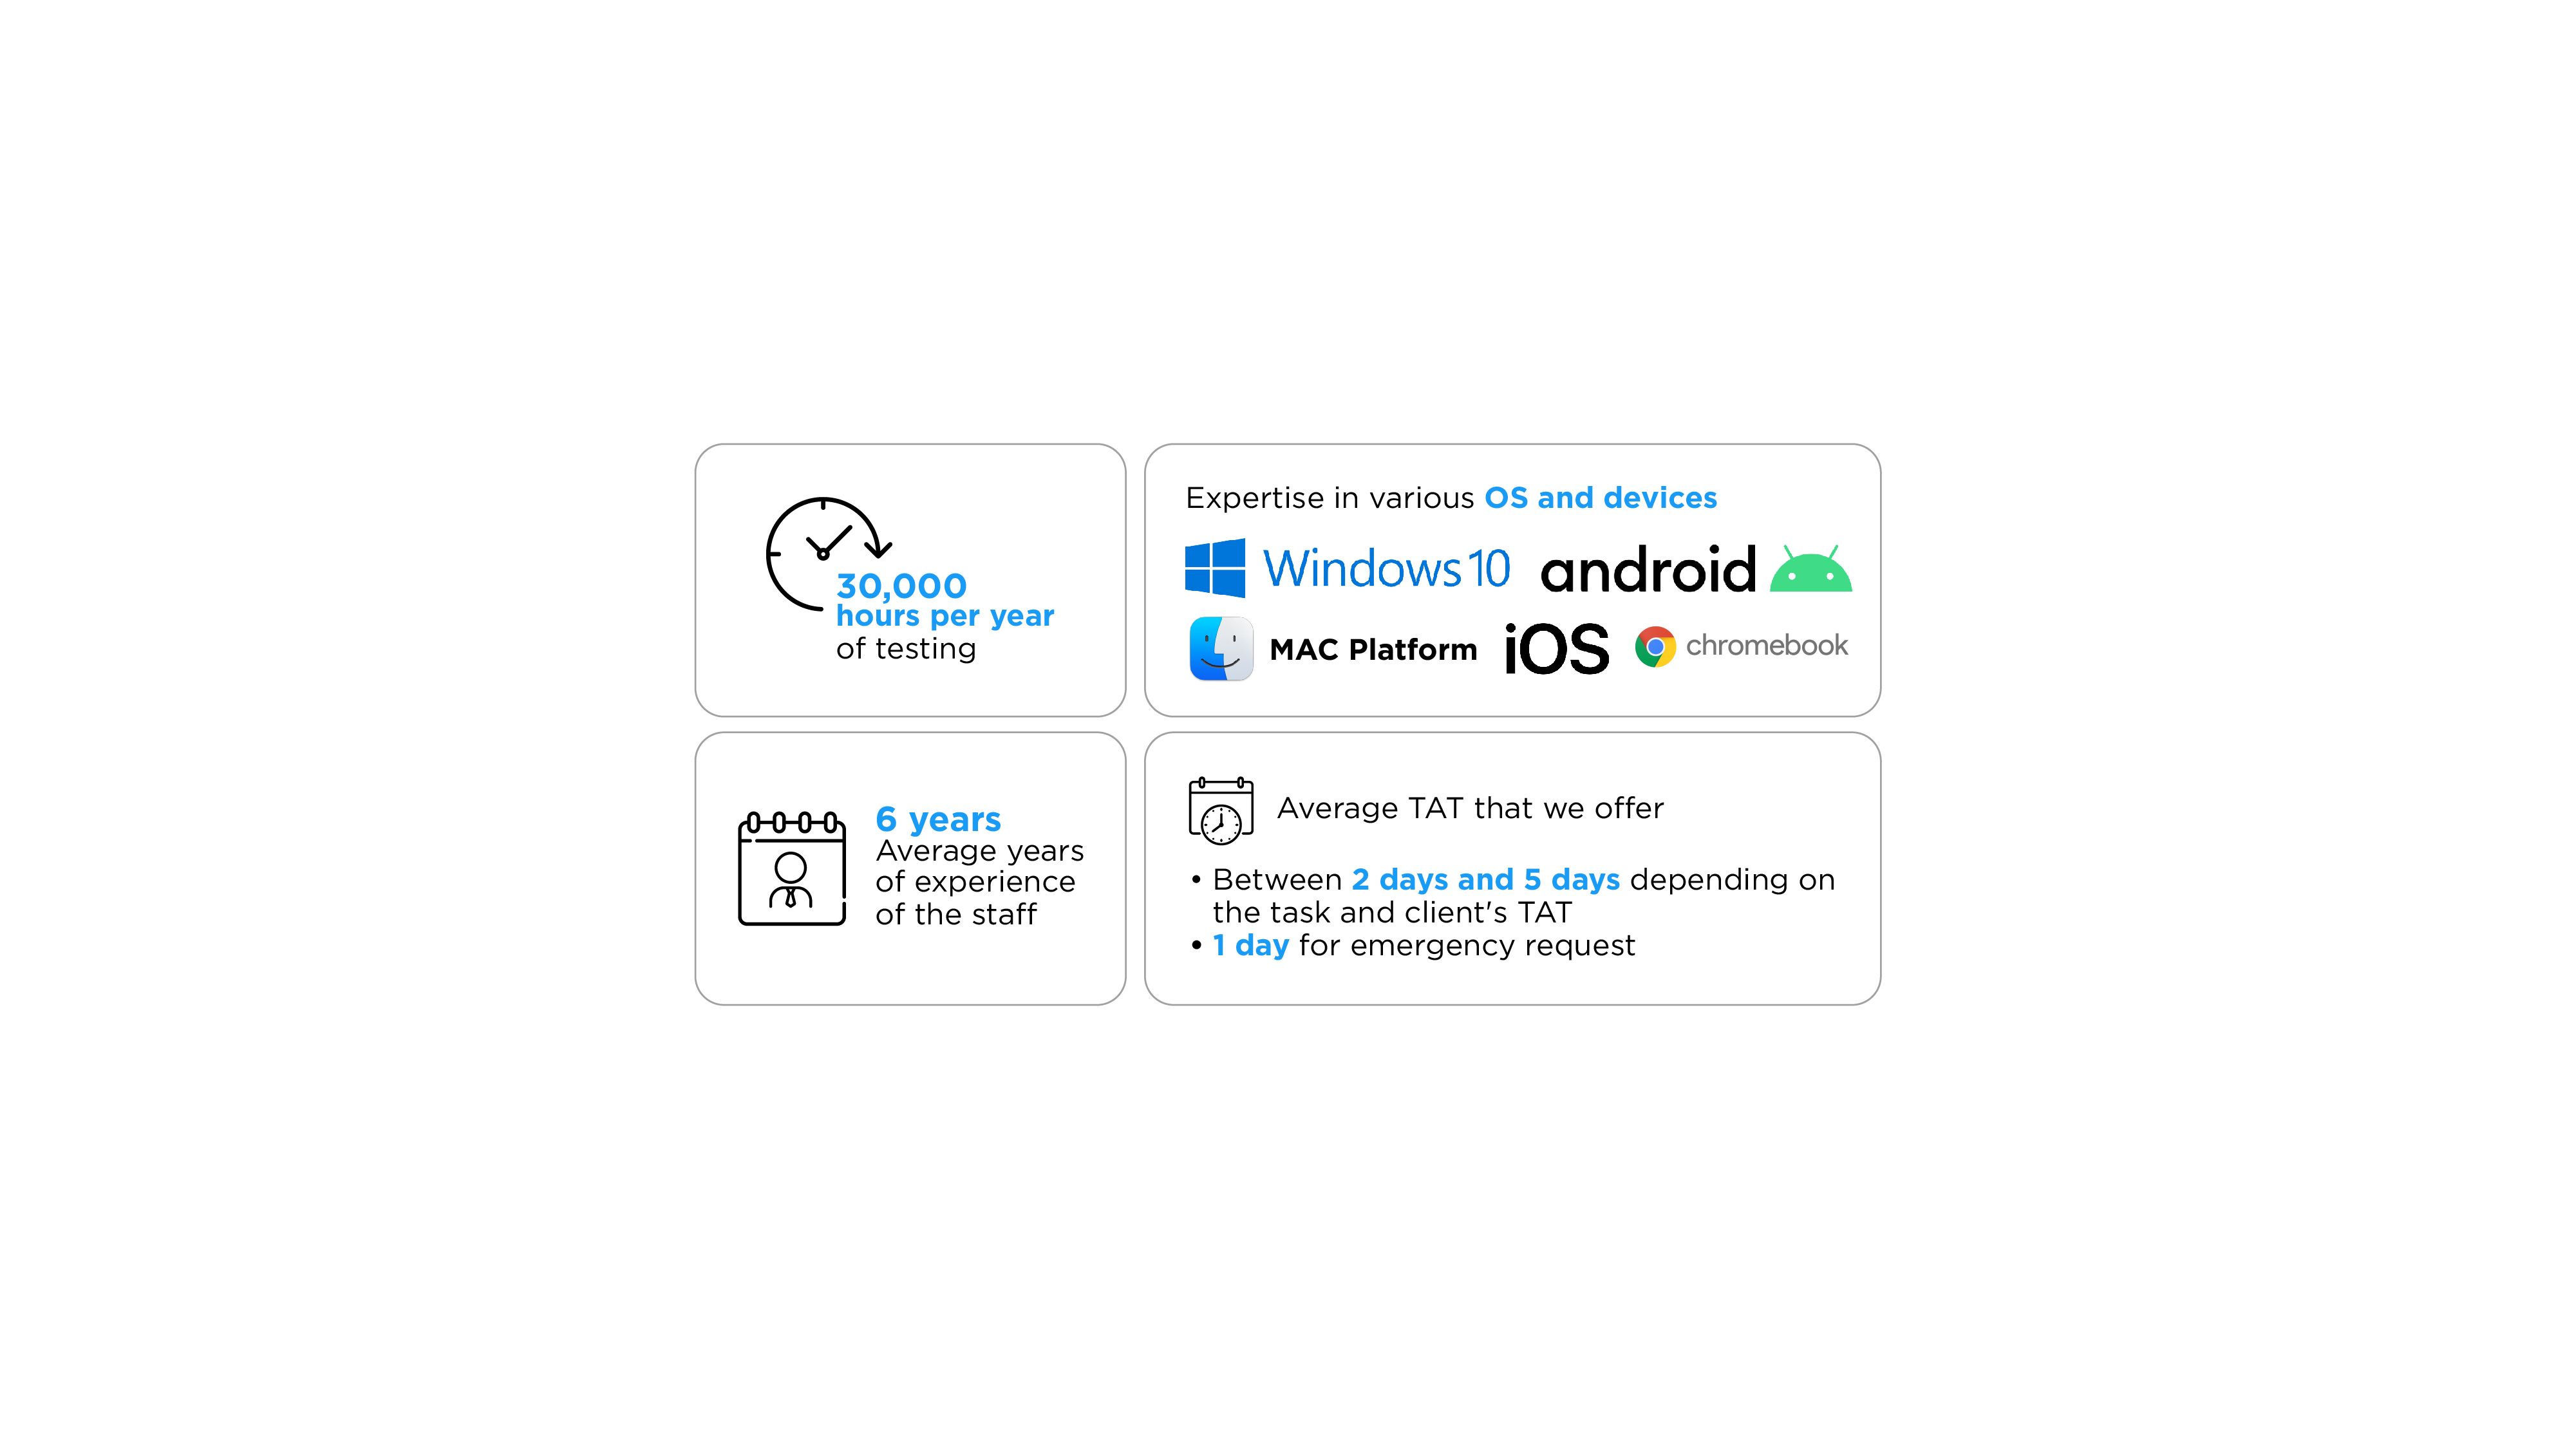 30,000
hours per year
of testing
Expertise in various OS and devices
Windows 10
android
MAC Platform
iOS
chromebook
6 years
Average years
of experience
of the staff
Average TAT that we offer
• Between 2 days and 5 days depending on
the task and client's TAT
• 1 day for emergency request